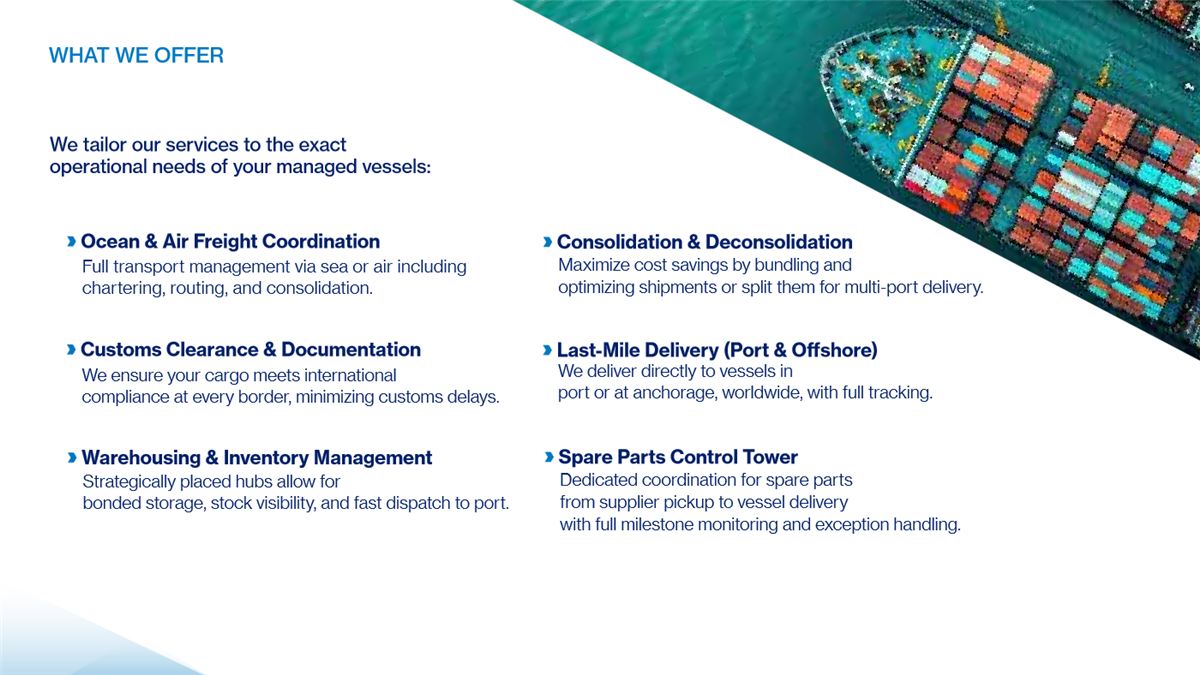 WHAT WE OFFER
We tailor our services to the exact
operational needs of your managed vessels:
Ocean & Air Freight Coordination
Full transport management via sea or air including
chartering, routing, and consolidation.
Customs Clearance & Documentation
We ensure your cargo meets international
compliance at every border, minimizing customs delays.
Warehousing & Inventory Management
Strategically placed hubs allow for
bonded storage, stock visibility, and fast dispatch to port.
Consolidation & Deconsolidation
Maximize cost savings by bundling and
optimizing shipments or split them for multi-port delivery.
Last-Mile Delivery (Port & Offshore)
We deliver directly to vessels in
port or at anchorage, worldwide, with full tracking.
Spare Parts Control Tower
Dedicated coordination for spare parts
from supplier pickup to vessel delivery
with full milestone monitoring and exception handling.